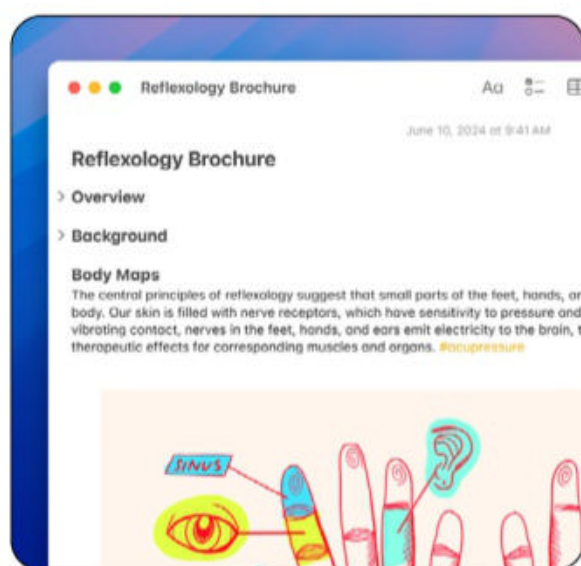 Reflexology Brochure
Aa
June 10, 2024 at 9:41 AM
Reflexology Brochure
Overview
Background
Body Maps
The central principles of reflexology suggest that small parts of the feet, hands, an
body. Our skin is filled with nerve receptors, which have sensitivity to pressure and
vibrating contact, nerves in the feet, hands, and ears emit electricity to the brain, t
therapeutic effects for corresponding muscles and organs. #acupressure
SINUS